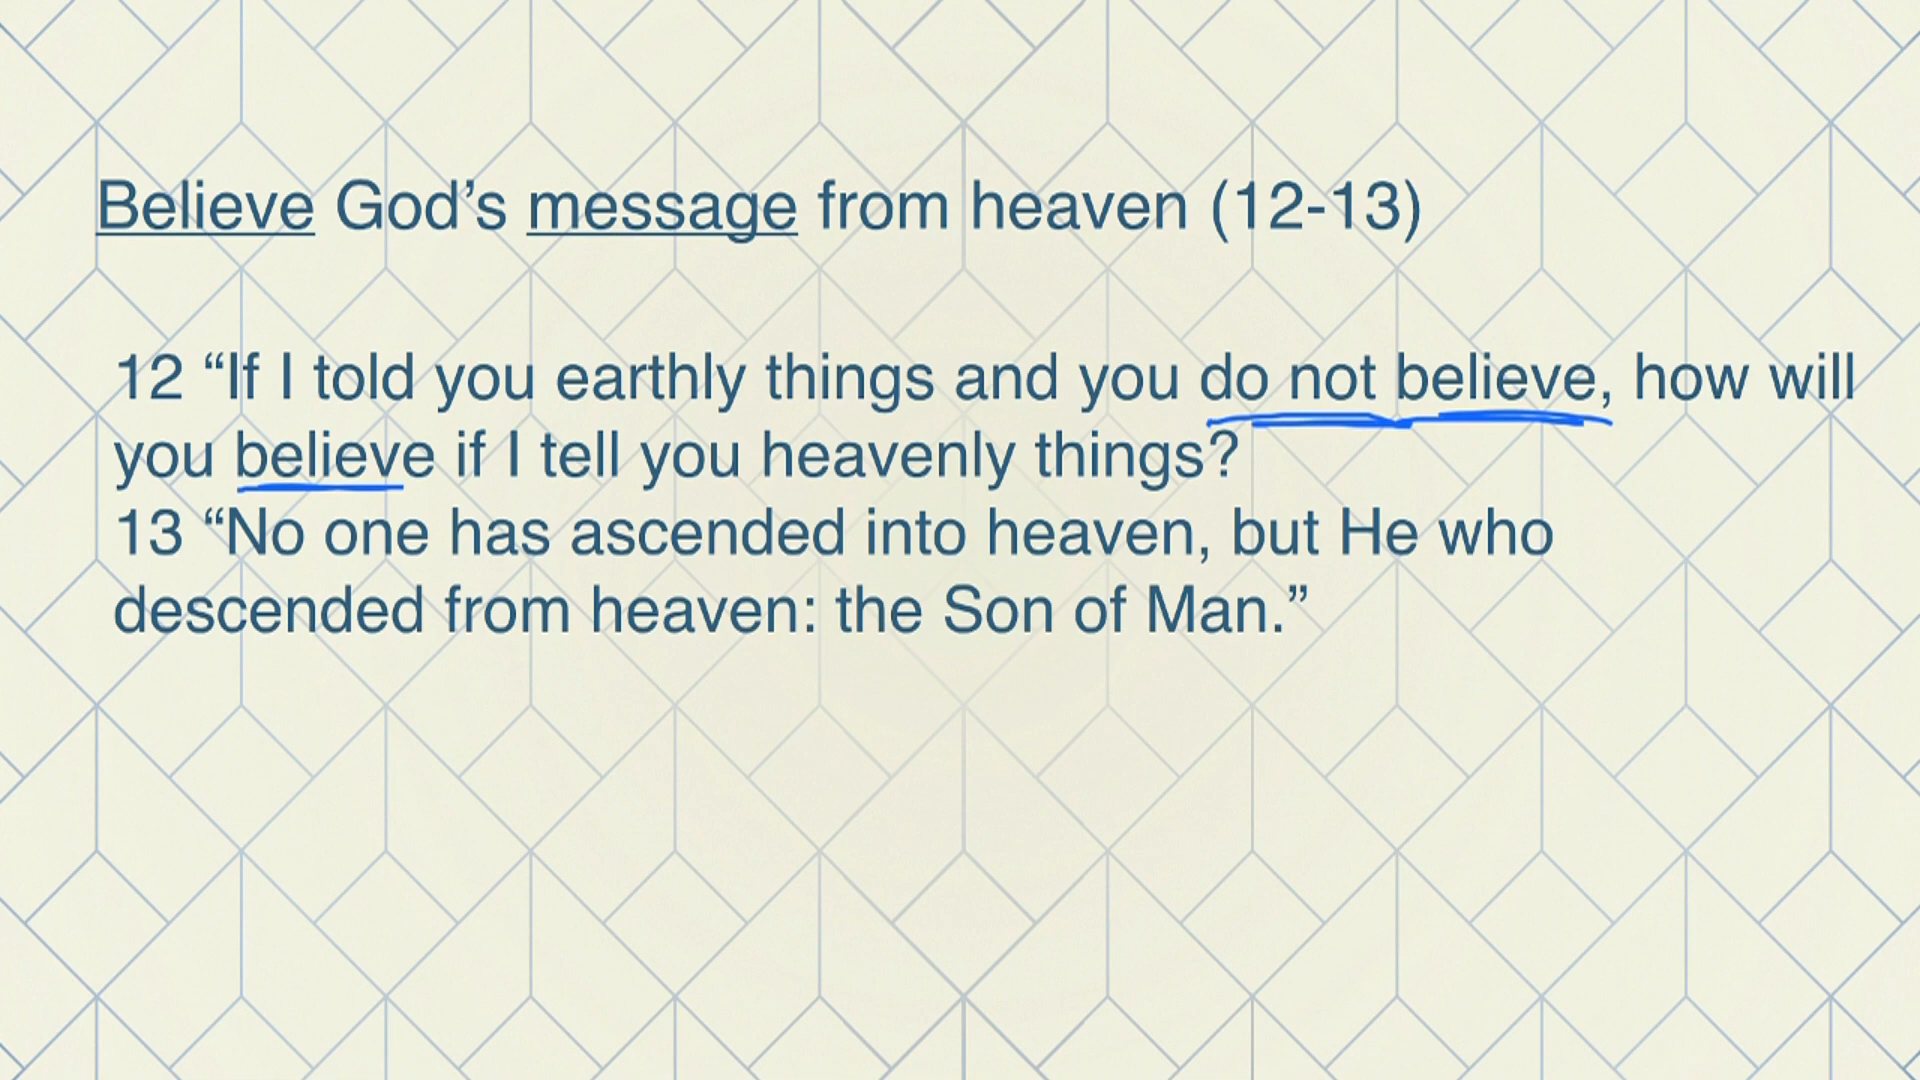 Believe God’s message from heaven (12-13)
12 “If I told you earthly things and you do not believe, how will
you believe if I tell you heavenly things?
13 “No one has ascended into heaven, but He who
descended from heaven: the Son of Man.”